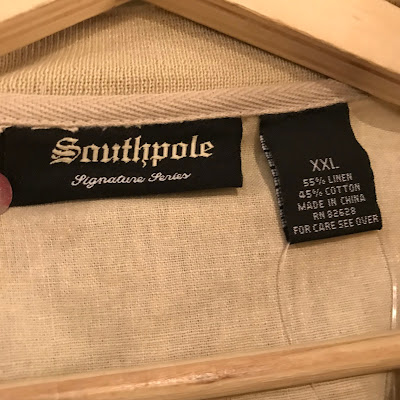 Southpole
Signature Series
XXL
55% LINEN
45% COTTON
MADE IN CHINA
RN 82628
FOR CARE SEE OVER